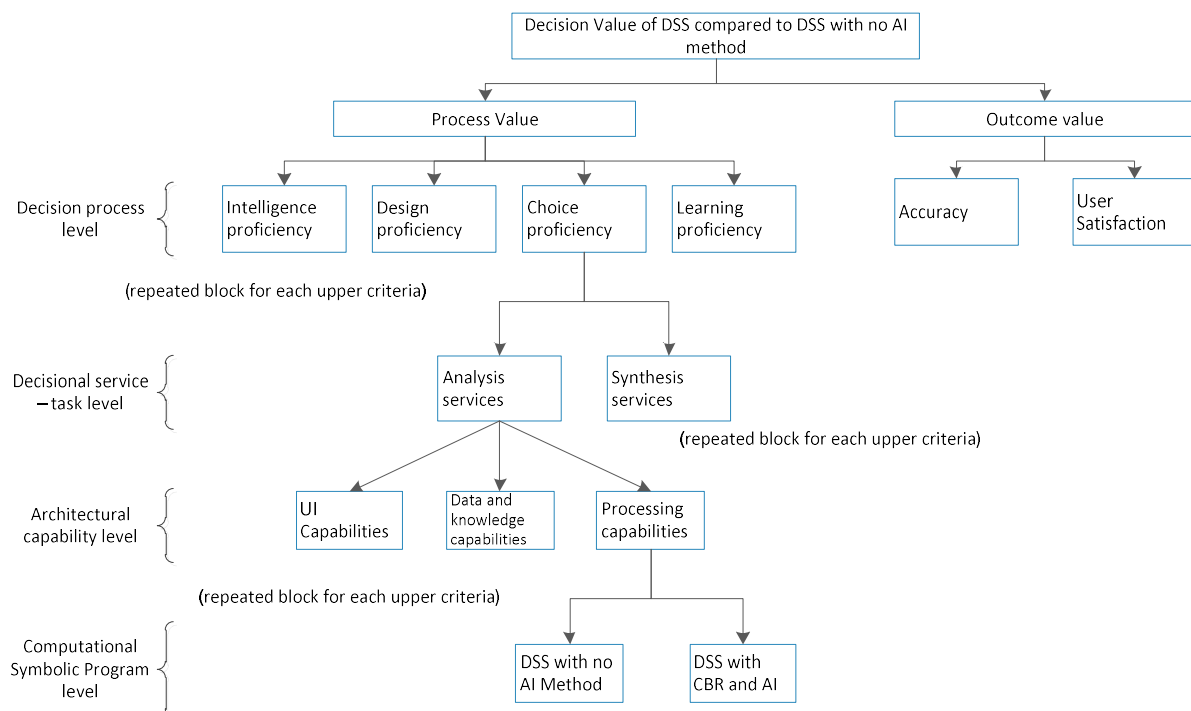 Decision Value of DSS compared to DSS with no AI
method
Process Value
Outcome value
Decision process
level
Intelligence
proficiency
Design
proficiency
Choice
proficiency
Learning
proficiency
Accuracy
User
Satisfaction
(repeated block for each upper criteria)
Decisional service
–task level
Analysis
services
Synthesis
services
(repeated block for each upper criteria)
Architectural
capability level
UI
Capabilities
Data and
knowledge
capabilities
Processing
capabilities
(repeated block for each upper criteria)
Computational
Symbolic Program
level
DSS with no
AI Method
DSS with
CBR and AI